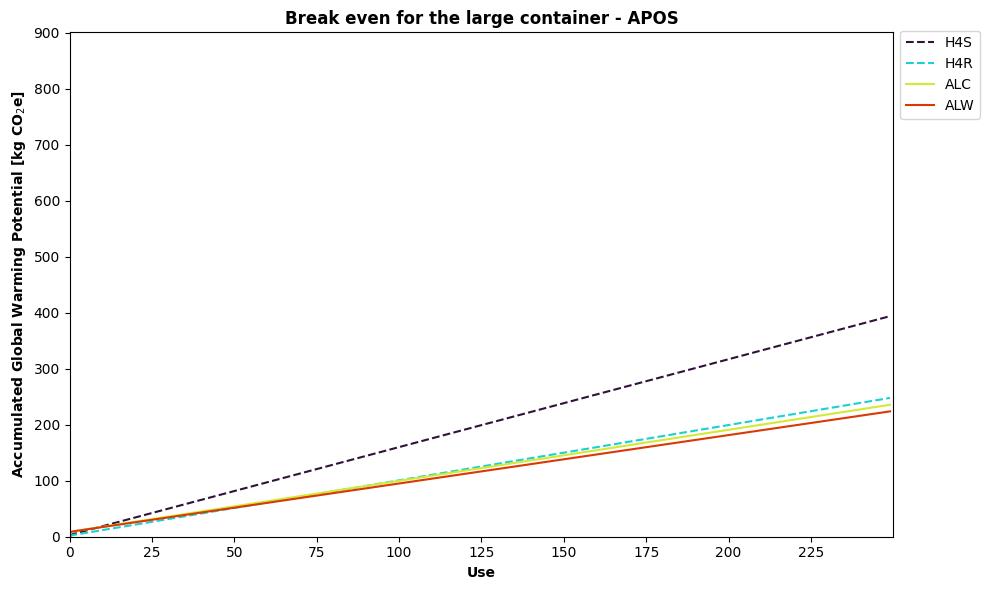 Break even for the large container - APOS
Accumulated Global Warming Potential [kg CO₂e]
900
800
700
600
500
400
300
200
100
0
0 25 50 75 100 125 150 175 200 225
Use
H4S
H4R
ALC
ALW